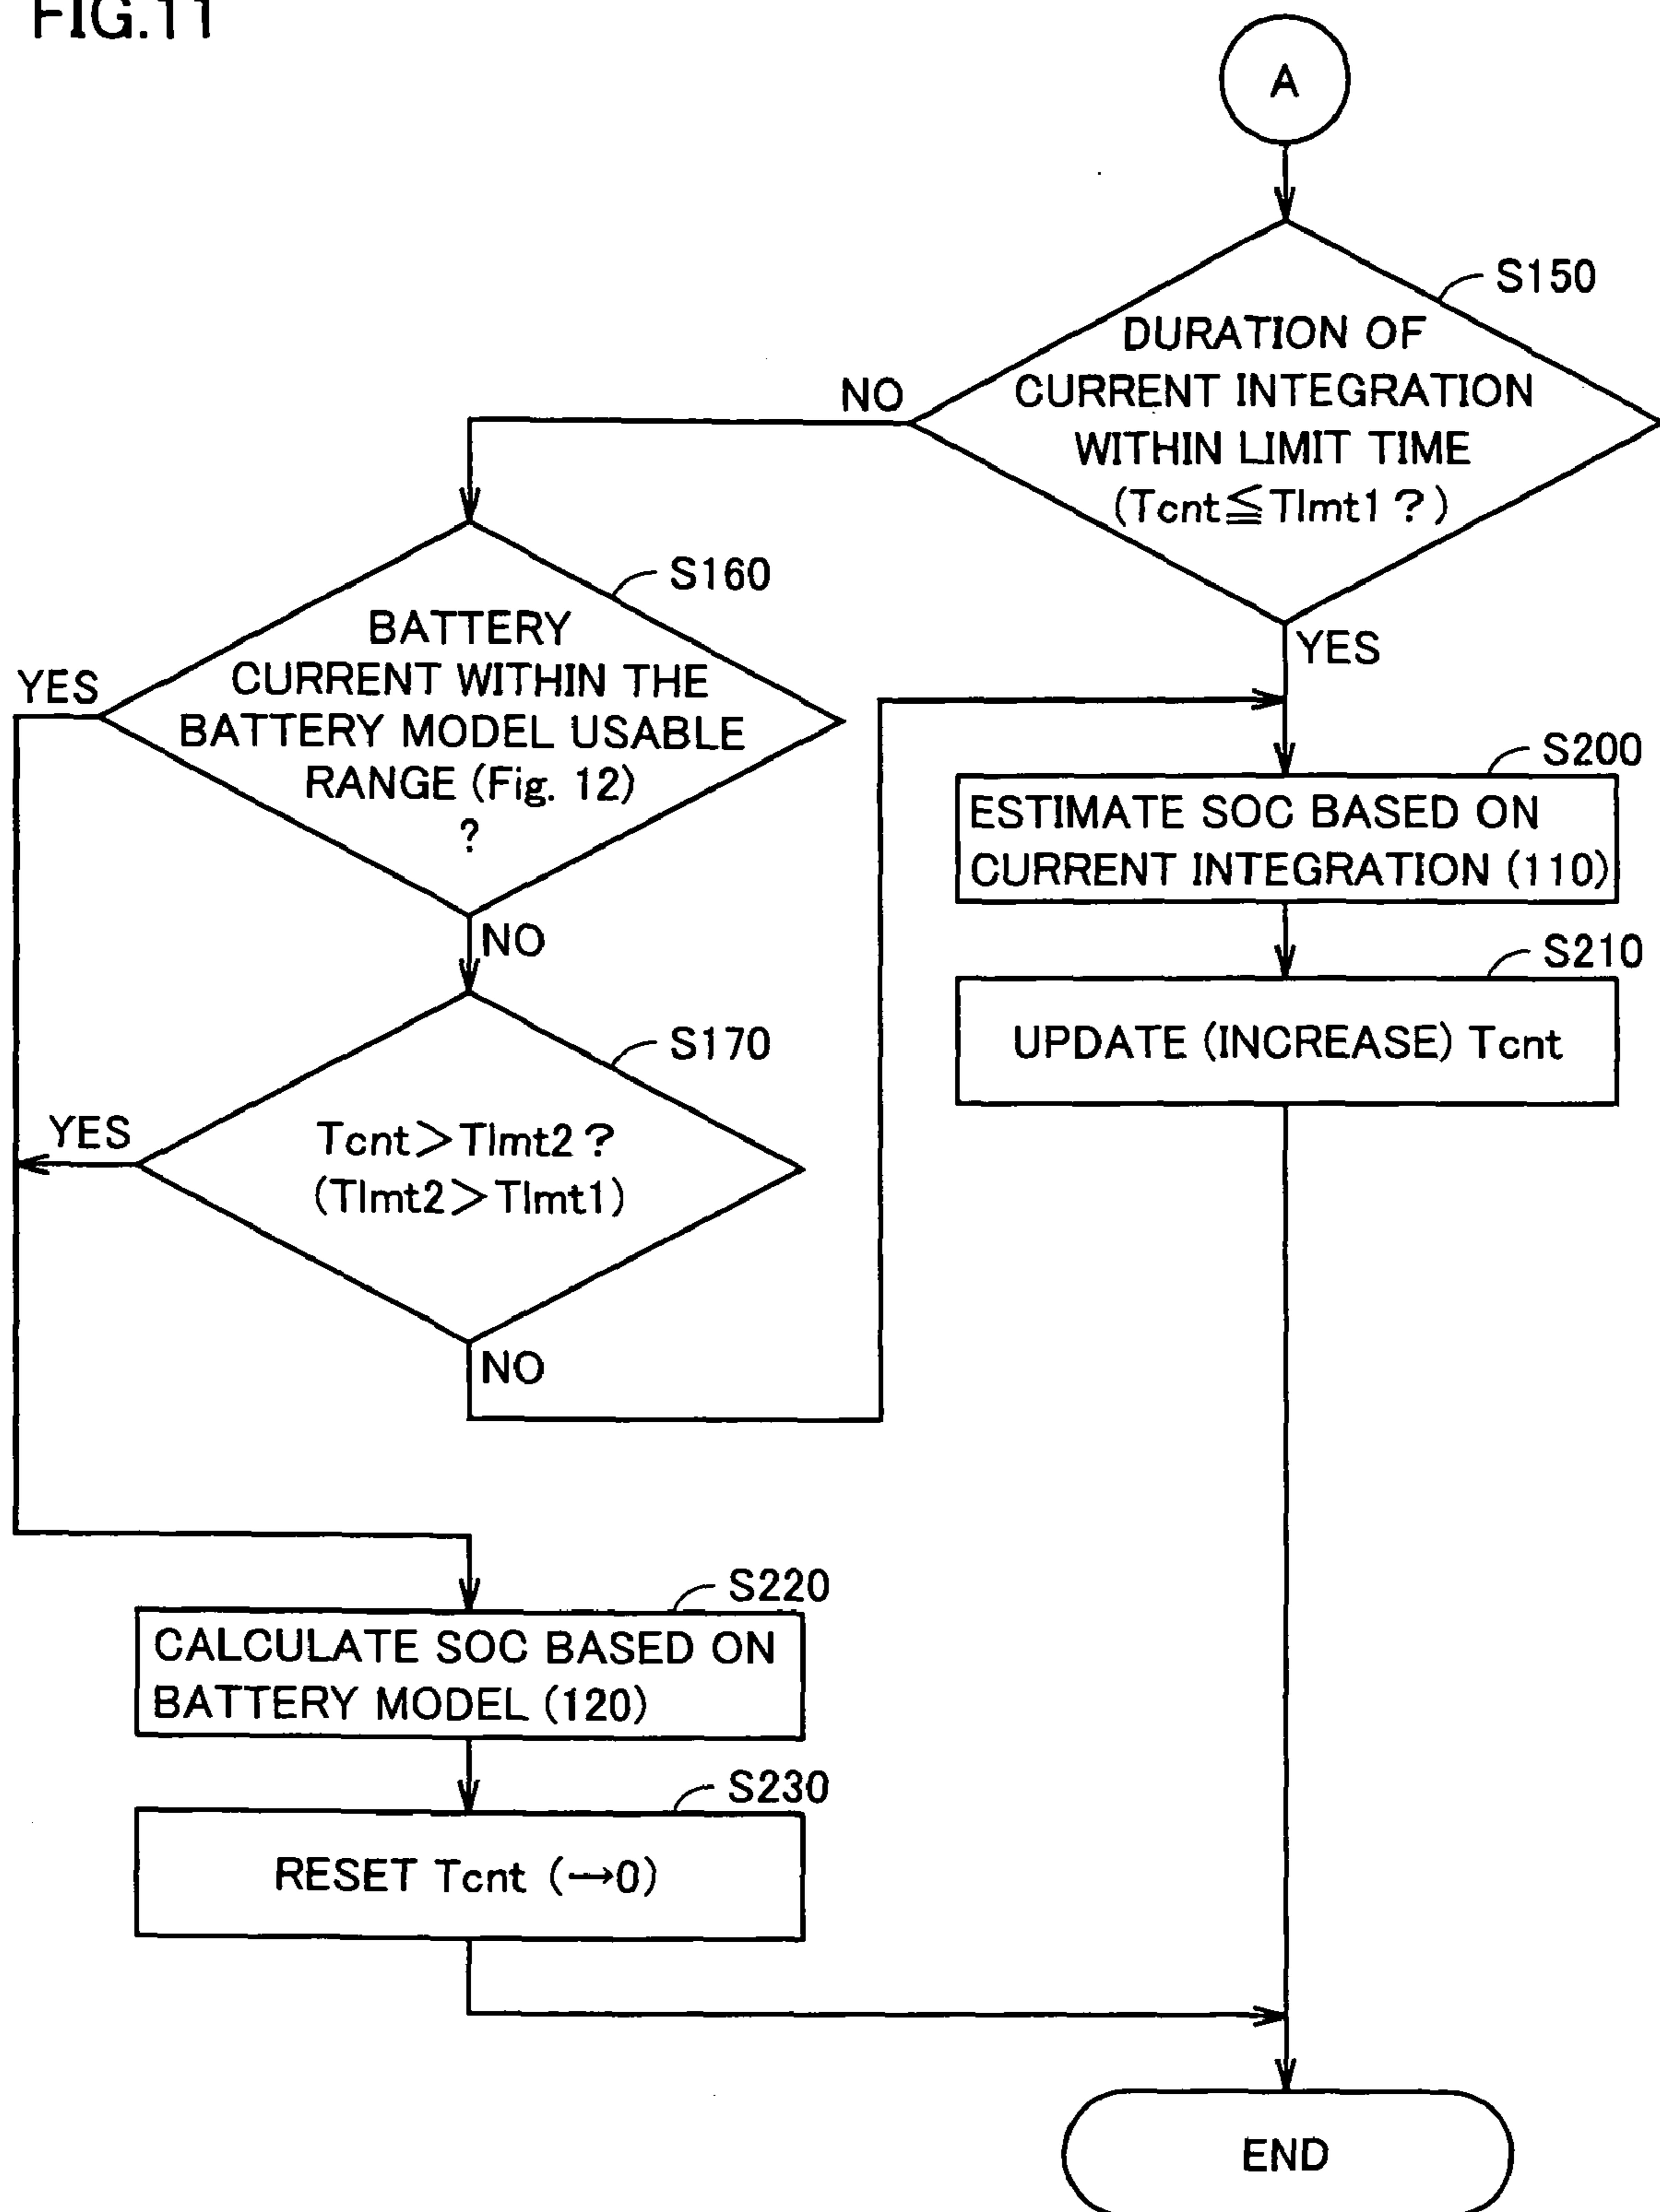 FIG.11
A
S150
DURATION OF
CURRENT INTEGRATION
WITHIN LIMIT TIME
(Tcnt≦Tlmt1?)
NO
YES
S160
BATTERY
CURRENT WITHIN THE
BATTERY MODEL USABLE
RANGE (Fig. 12)
?
YES
NO
S170
Tcnt>Tlmt2?
(Tlmt2>Tlmt1)
YES
NO
S200
ESTIMATE SOC BASED ON
CURRENT INTEGRATION (110)
S210
UPDATE (INCREASE) Tcnt
S220
CALCULATE SOC BASED ON
BATTERY MODEL (120)
S230
RESET Tcnt (→0)
END